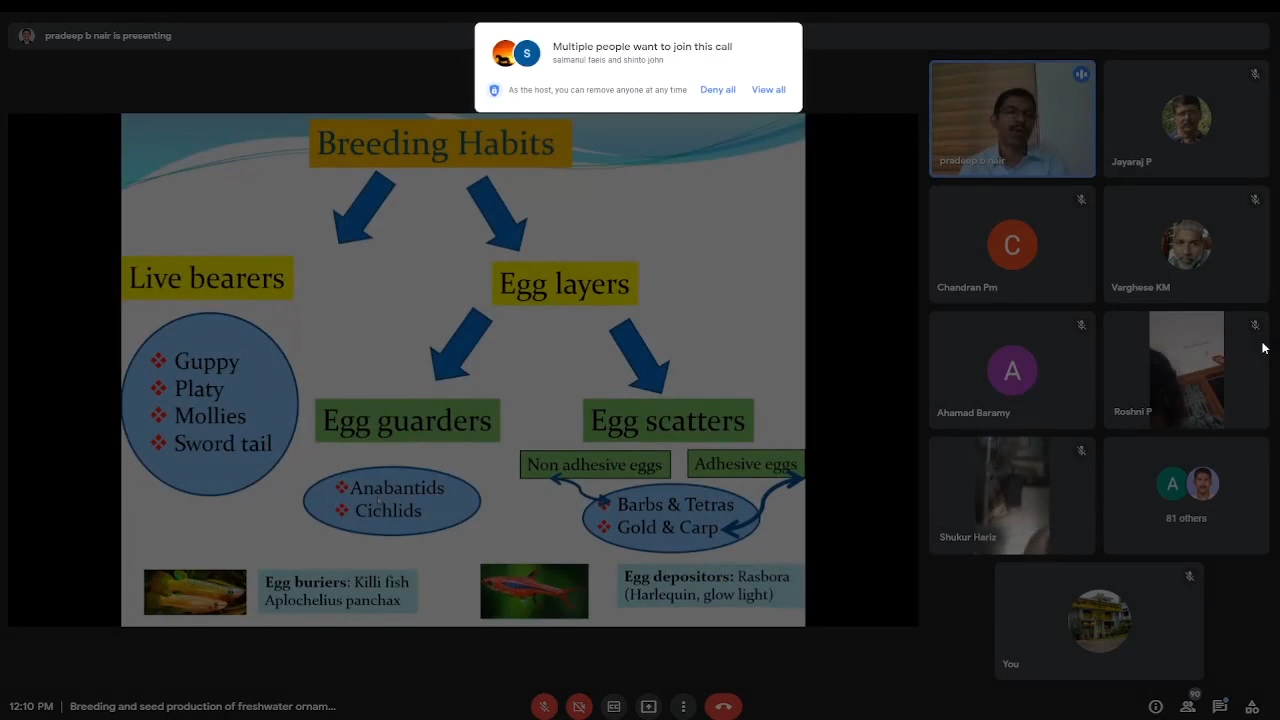 pradeep b nair is presenting
S
Multiple people want to join this call
salmanul faeis and shinto john
As the host, you can remove anyone at any time
Deny all
View all
Breeding Habits
Live bearers
Egg layers
Guppy
Platy
Mollies
Sword tail
Egg guarders
Egg scatters
Non adhesive eggs
Adhesive eggs
Anabantids
Cichlids
Barbs & Tetras
Gold & Carp
Egg buriers: Killi fish
Aplochelius panchax
Egg depositors: Rasbora
(Harlequin, glow light)
pradeep b nair
Jayaraj P
C
Chandran Pm
Varghese KM
A
Ahamad Baramy
Roshni P
Shukur Hariz
A
81 others
You
12:10 PM | Breeding and seed production of freshwater ornam...
90